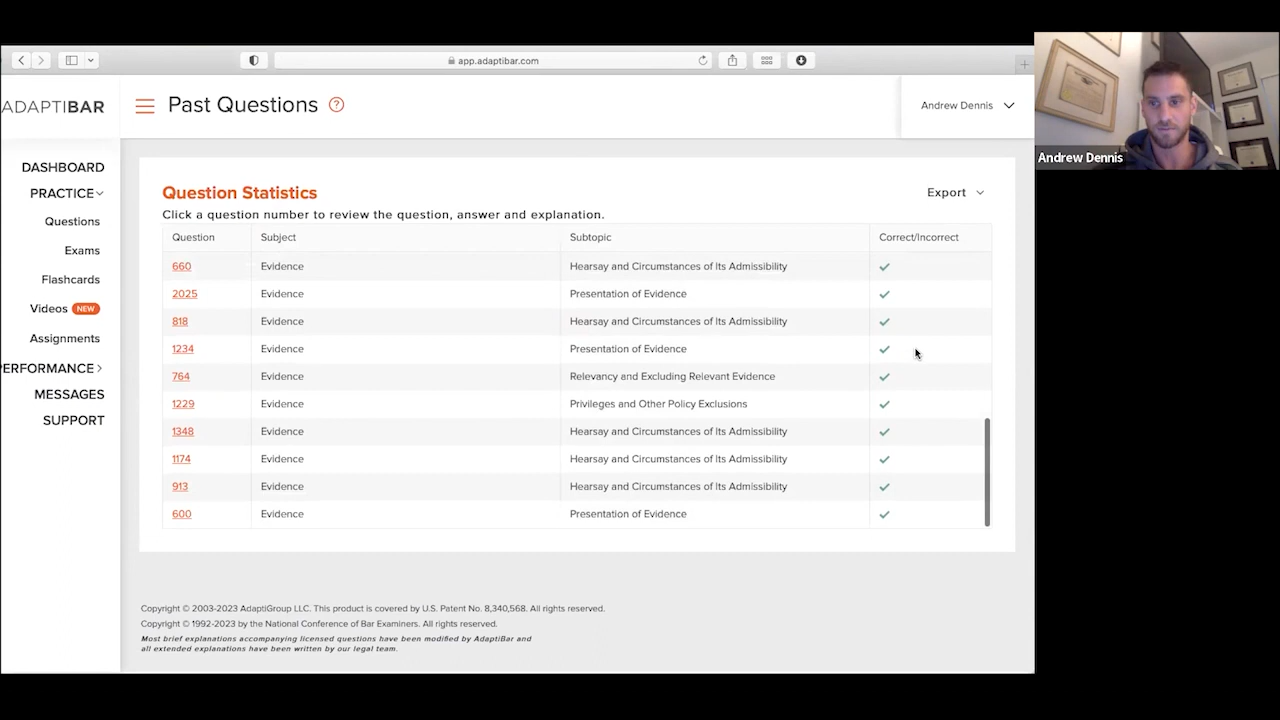 app.adaptibar.com
ADAPTIBAR
Past Questions ?
Andrew Dennis
DASHBOARD
PRACTICE
Questions
Exams
Flashcards
Videos NEW
Assignments
PERFORMANCE
MESSAGES
SUPPORT
Question Statistics
Export
Click a question number to review the question, answer and explanation.
Question Subject Subtopic Correct/Incorrect
660 Evidence Hearsay and Circumstances of Its Admissibility
2025 Evidence Presentation of Evidence
818 Evidence Hearsay and Circumstances of Its Admissibility
1234 Evidence Presentation of Evidence
764 Evidence Relevancy and Excluding Relevant Evidence
1229 Evidence Privileges and Other Policy Exclusions
1348 Evidence Hearsay and Circumstances of Its Admissibility
1174 Evidence Hearsay and Circumstances of Its Admissibility
913 Evidence Hearsay and Circumstances of Its Admissibility
600 Evidence Presentation of Evidence
Copyright © 2003-2023 AdaptiGroup LLC. This product is covered by U.S. Patent No. 8,340,568. All rights reserved.
Copyright © 1992-2023 by the National Conference of Bar Examiners. All rights reserved.
Most brief explanations accompanying licensed questions have been modified by AdaptiBar and
all extended explanations have been written by our legal team.
Andrew Dennis